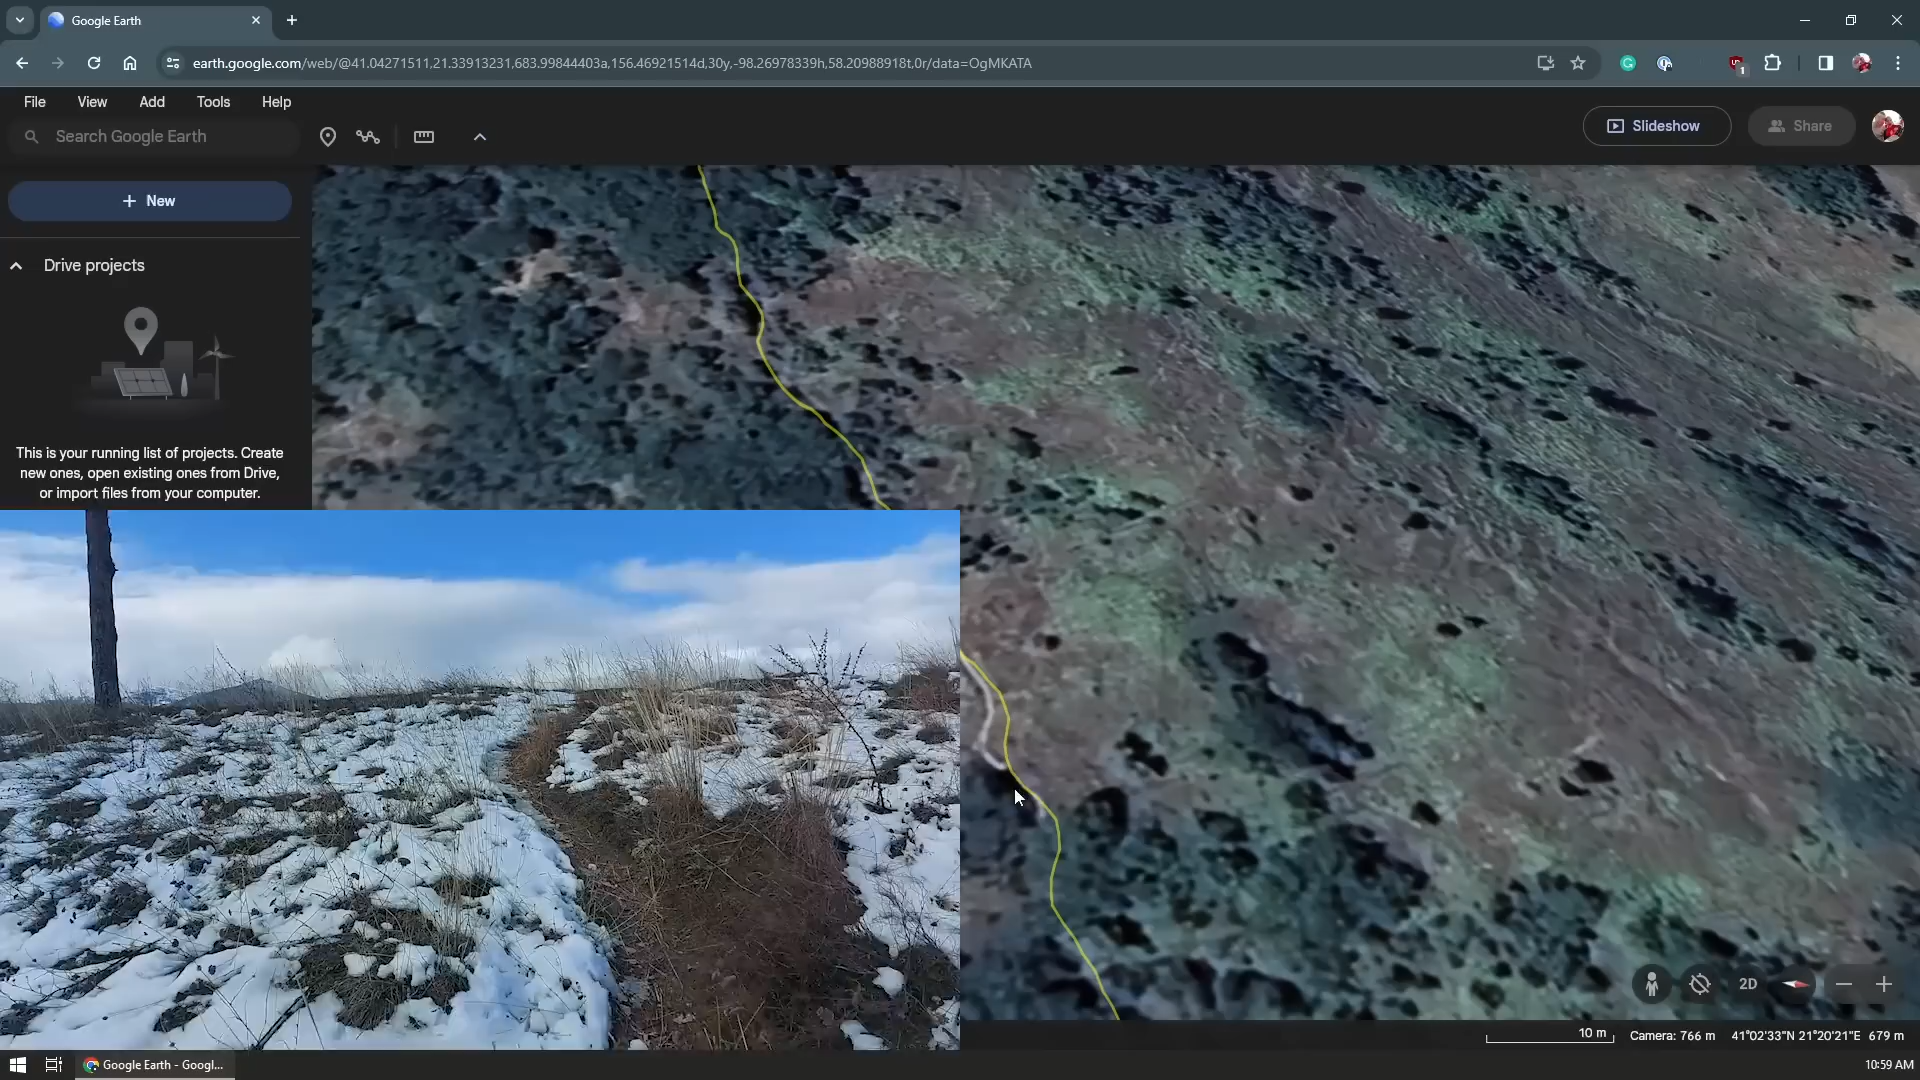 Google Earth
earth.google.com/web/@41.04271511,21.33913231,683.99844403a,156.46921514d,30y,-98.26978339h,58.20988918t,0r/data=OgMKATA
1
File View Add Tools Help
Search Google Earth
Slideshow
Share
New
Drive projects
This is your running list of projects. Create
new ones, open existing ones from Drive,
or import files from your computer.
2D
10 m
Camera: 766 m
41°02'33"N 21°20'21"E 679 m
Google Earth - Googl...
10:59 AM